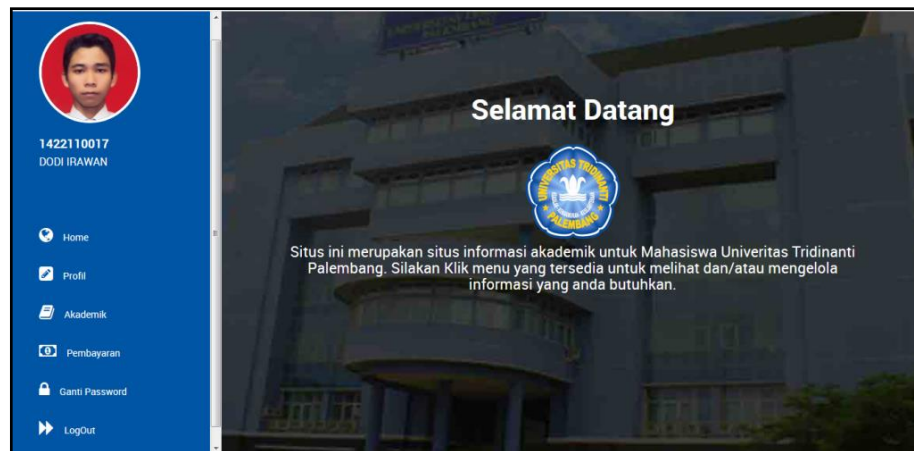 1422110017
DODI IRAWAN
Home
Profil
Akademik
Pembayaran
Ganti Password
LogOut
Selamat Datang
UNIVERSITAS TRIDINANTI
PALEMBANG
Situs ini merupakan situs informasi akademik untuk Mahasiswa Univeritas Tridinanti
Palembang. Silakan Klik menu yang tersedia untuk melihat dan/atau mengelola
informasi yang anda butuhkan.